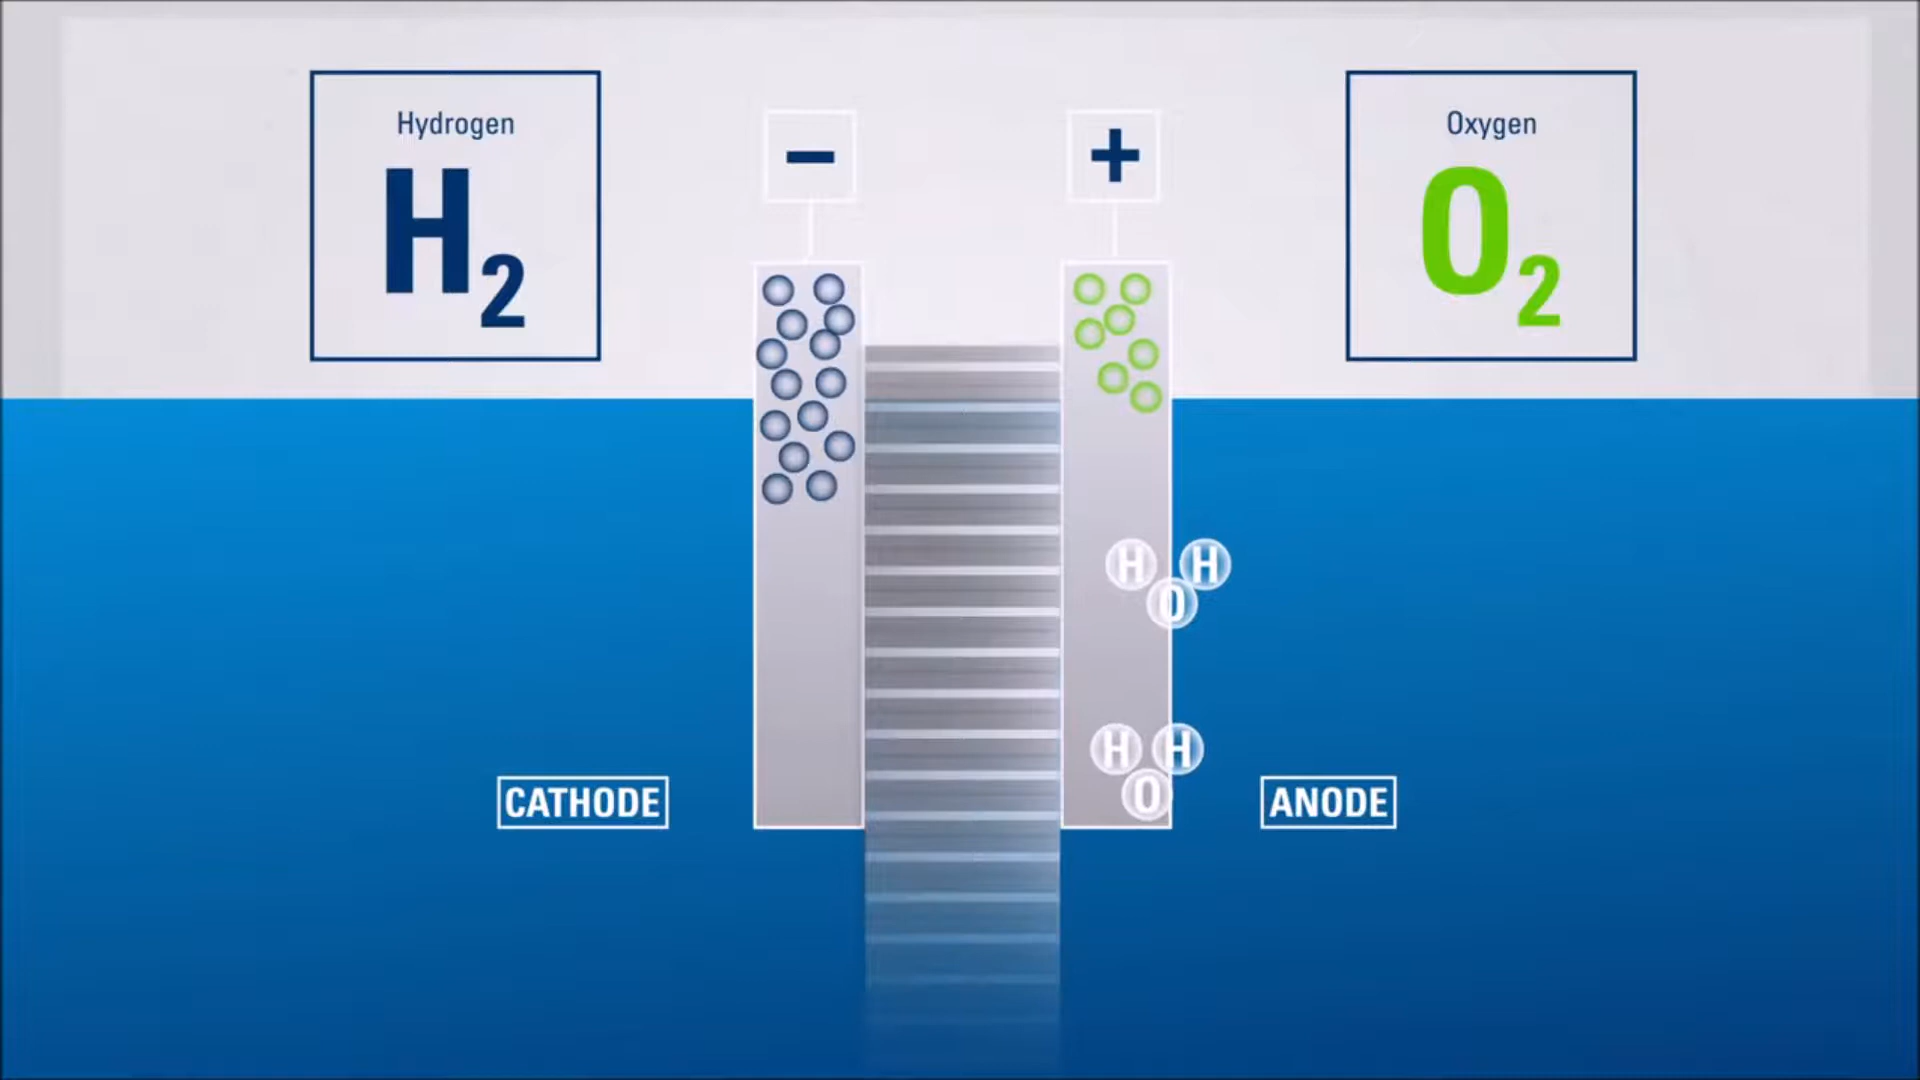 Hydrogen
H2
−
+
Oxygen
O2
H H
O
H H
O
CATHODE
ANODE